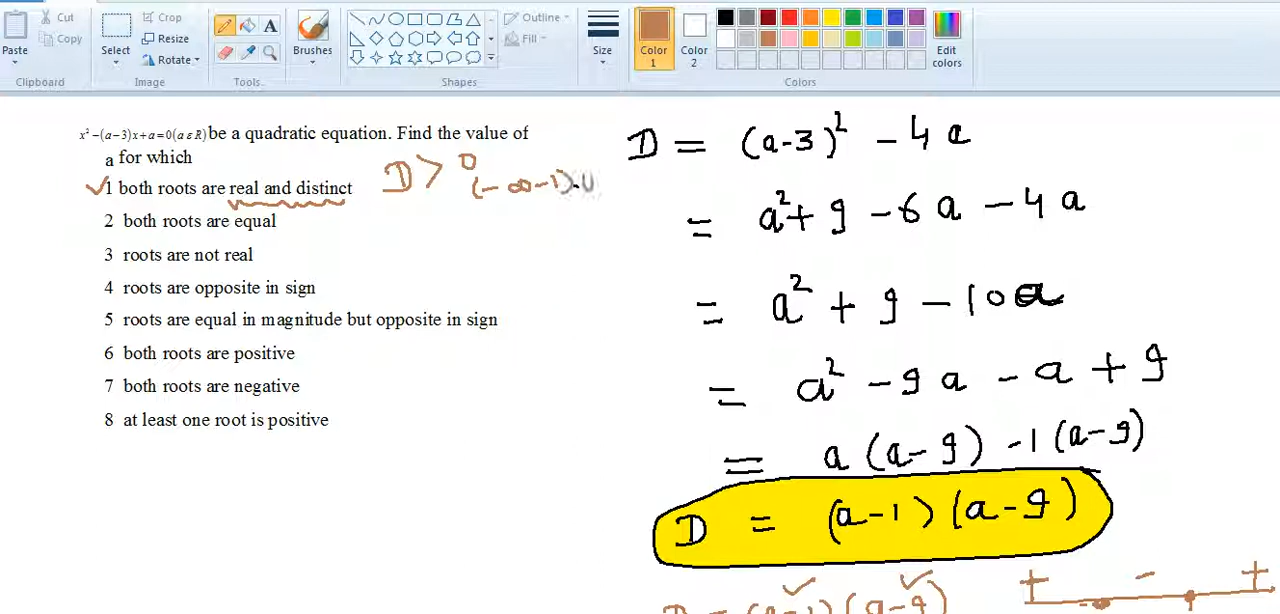 Cut
Copy
Paste
Clipboard
Select
Crop
Resize
Rotate
Image
Tools
Brushes
Outline
Fill
Shapes
Size
Color 1
Color 2
Edit colors
Colors
x² −(a−3)x+a=0(a ε R) be a quadratic equation. Find the value of
a for which
1 both roots are real and distinct
D > 0
(-∞ -1)
2 both roots are equal
3 roots are not real
4 roots are opposite in sign
5 roots are equal in magnitude but opposite in sign
6 both roots are positive
7 both roots are negative
8 at least one root is positive
D = (a-3)² - 4a
= a² + 9 - 6a - 4a
= a² + 9 - 10a
= a² - 9a - a + 9
= a (a-9) -1 (a-9)
D = (a-1) (a-9)
D = (a-1) (a-9)
+ - +